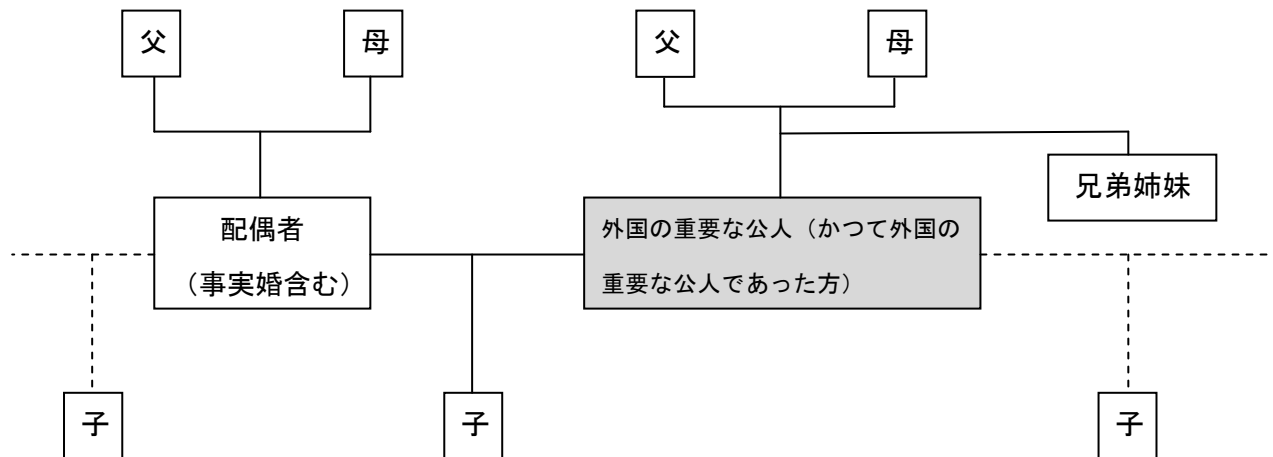 父
母
父
母
兄弟姉妹
配偶者
（事実婚含む）
外国の重要な公人（かつて外国の
重要な公人であった方）
子
子
子